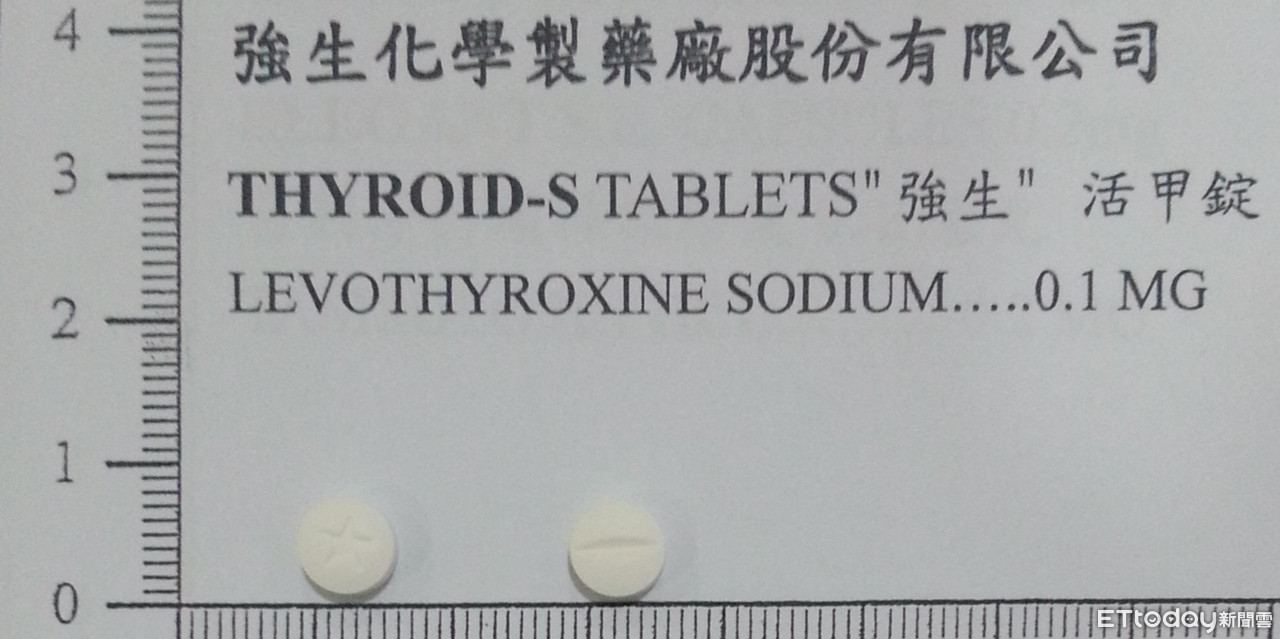 強生化學製藥廠股份有限公司
THYROID-S TABLETS"強生" 活甲錠
LEVOTHYROXINE SODIUM.....0.1 MG
4
3
2
1
0
ETtoday新聞雲